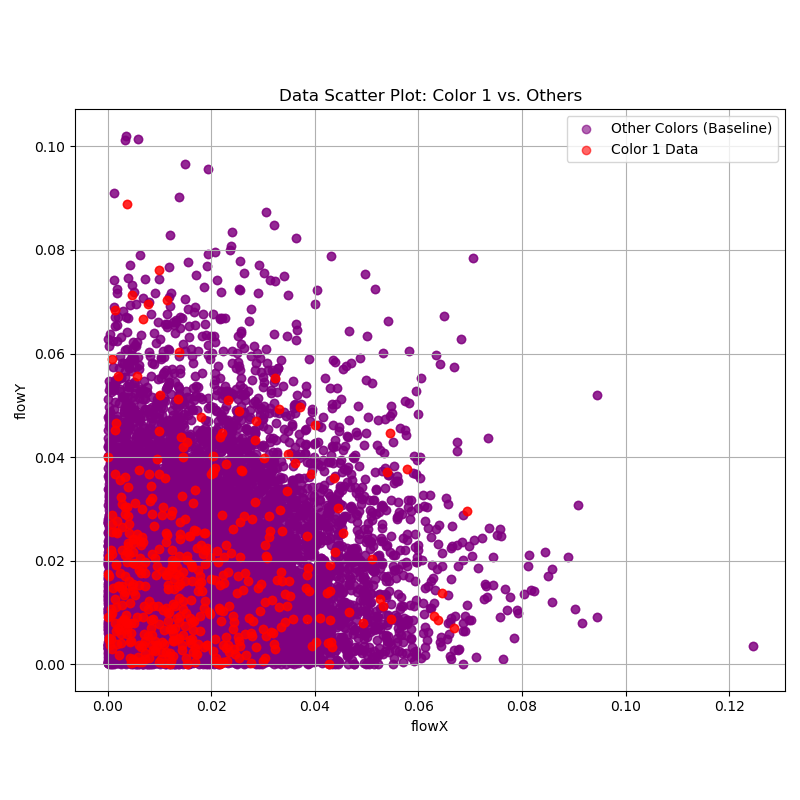 Data Scatter Plot: Color 1 vs. Others
Other Colors (Baseline)
Color 1 Data
flowY
0.10
0.08
0.06
0.04
0.02
0.00
0.00 0.02 0.04 0.06 0.08 0.10 0.12
flowX